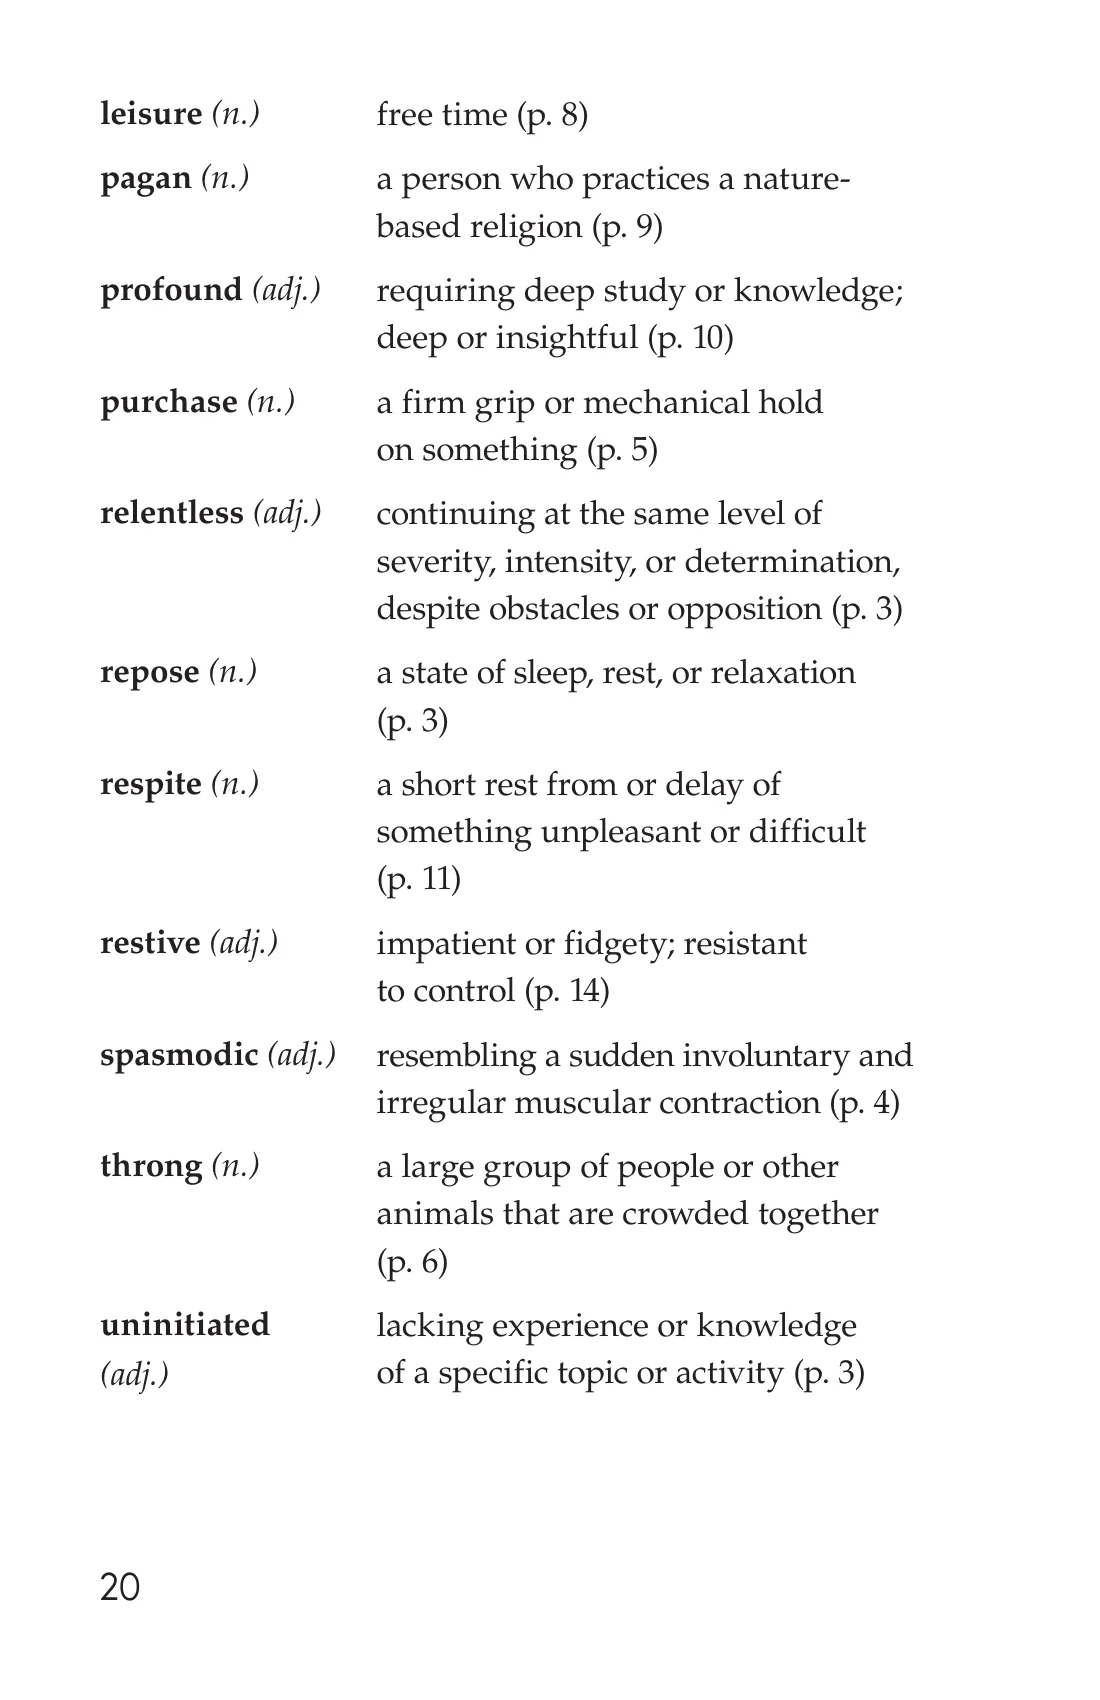 leisure (n.) free time (p. 8)
pagan (n.) a person who practices a nature-
based religion (p. 9)
profound (adj.) requiring deep study or knowledge;
deep or insightful (p. 10)
purchase (n.) a firm grip or mechanical hold
on something (p. 5)
relentless (adj.) continuing at the same level of
severity, intensity, or determination,
despite obstacles or opposition (p. 3)
repose (n.) a state of sleep, rest, or relaxation
(p. 3)
respite (n.) a short rest from or delay of
something unpleasant or difficult
(p. 11)
restive (adj.) impatient or fidgety; resistant
to control (p. 14)
spasmodic (adj.) resembling a sudden involuntary and
irregular muscular contraction (p. 4)
throng (n.) a large group of people or other
animals that are crowded together
(p. 6)
uninitiated lacking experience or knowledge
(adj.) of a specific topic or activity (p. 3)
20